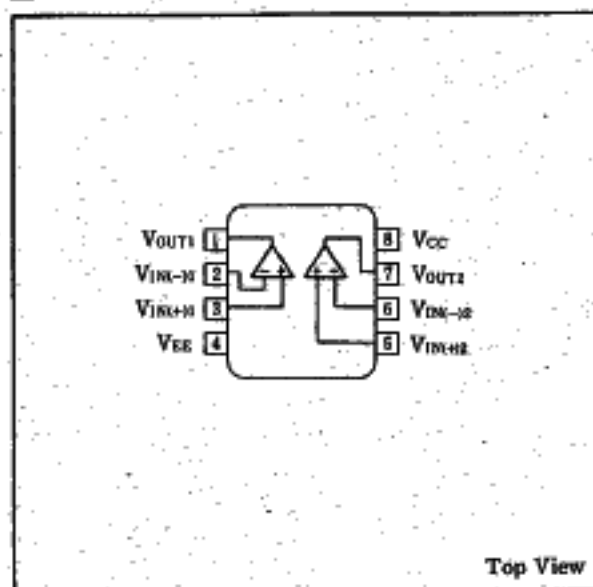 VOUT1 1
8 VCC
VIN(-)1 2
7 VOUT2
VIN(+)1 3
6 VIN(-)2
VEE 4
5 VIN(+)2
Top View